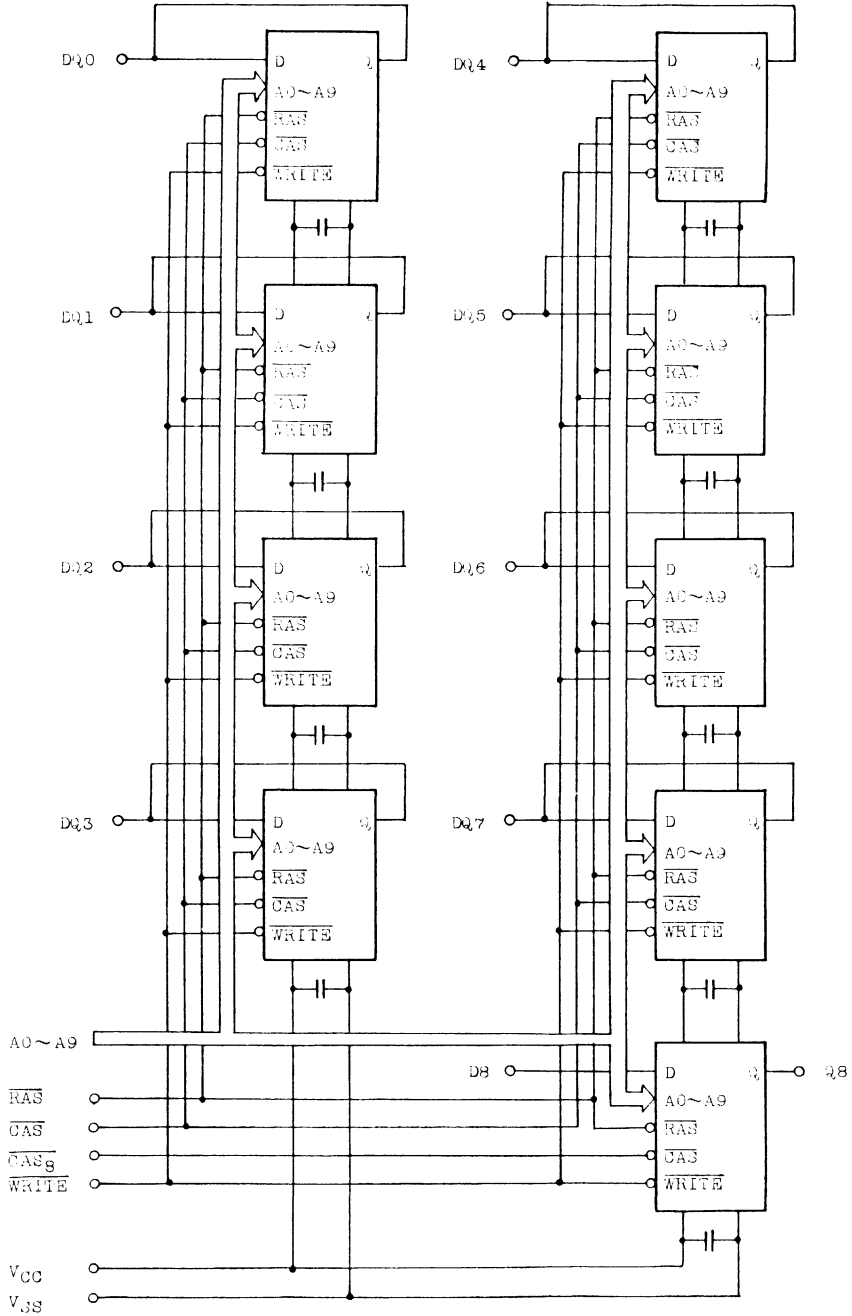 DQ0
D Q
A0~A9
RAS
CAS
WRITE
DQ1
D Q
A0~A9
RAS
CAS
WRITE
DQ2
D Q
A0~A9
RAS
CAS
WRITE
DQ3
D Q
A0~A9
RAS
CAS
WRITE
DQ4
D Q
A0~A9
RAS
CAS
WRITE
DQ5
D Q
A0~A9
RAS
CAS
WRITE
DQ6
D Q
A0~A9
RAS
CAS
WRITE
DQ7
D Q
A0~A9
RAS
CAS
WRITE
D8 D Q Q8
A0~A9
RAS
CAS
WRITE
A0~A9
RAS
CAS
CAS8
WRITE
VCC
VSS